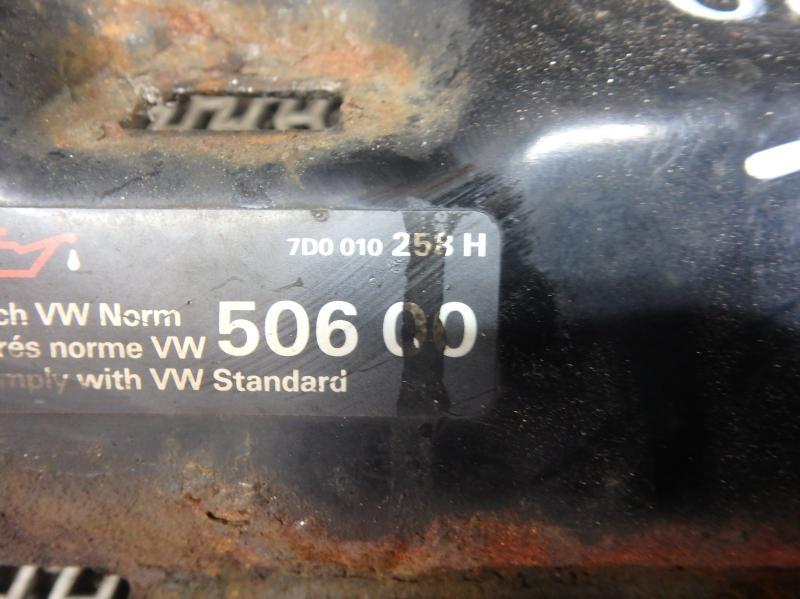 7D0 010 258 H
ch VW Norm
rés norme VW 506 00
mply with VW Standard